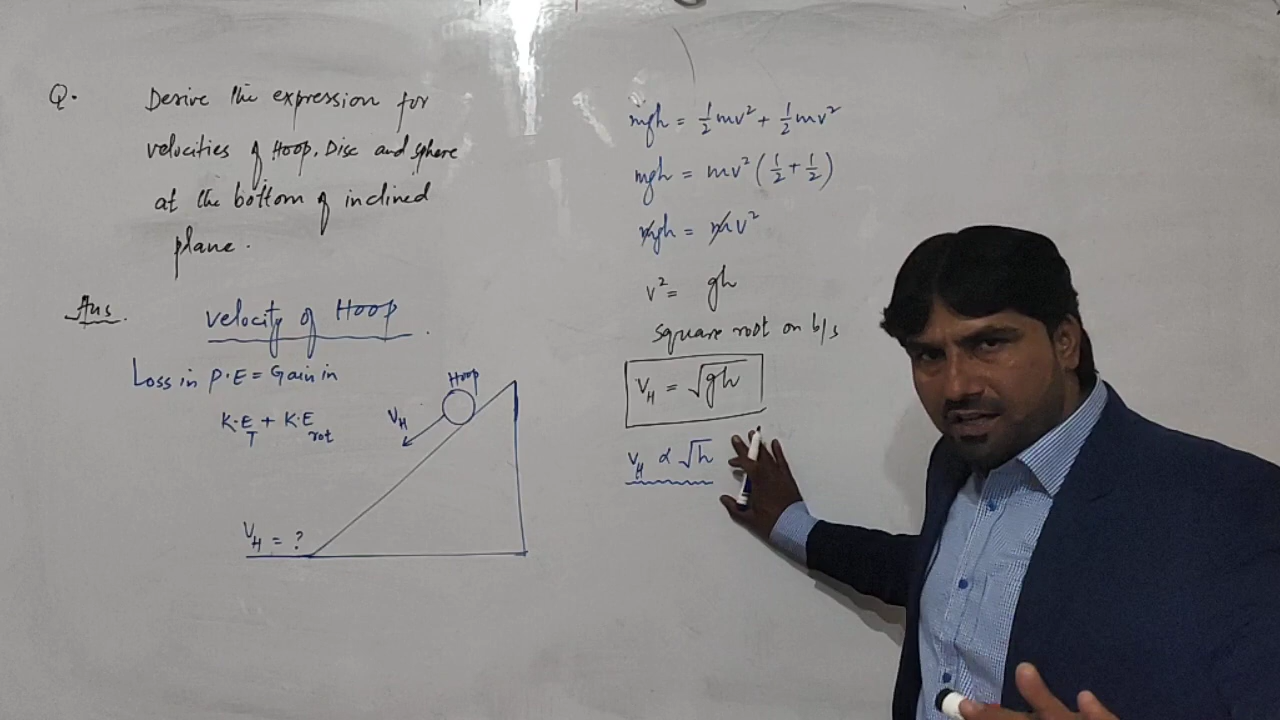 Q. Derive the expression for
velocities of Hoop, Disc and sphere
at the bottom of inclined
plane.
Ans. velocity of Hoop.
Loss in P.E = Gain in
K.E_T + K.E_rot
Hoop
V_H
V_H = ?
mgh = 1/2 mv² + 1/2 mv²
mgh = mv² (1/2 + 1/2)
mgh = mv²
v² = gh
square root on b/s
V_H = √gh
V_H ∝ √h